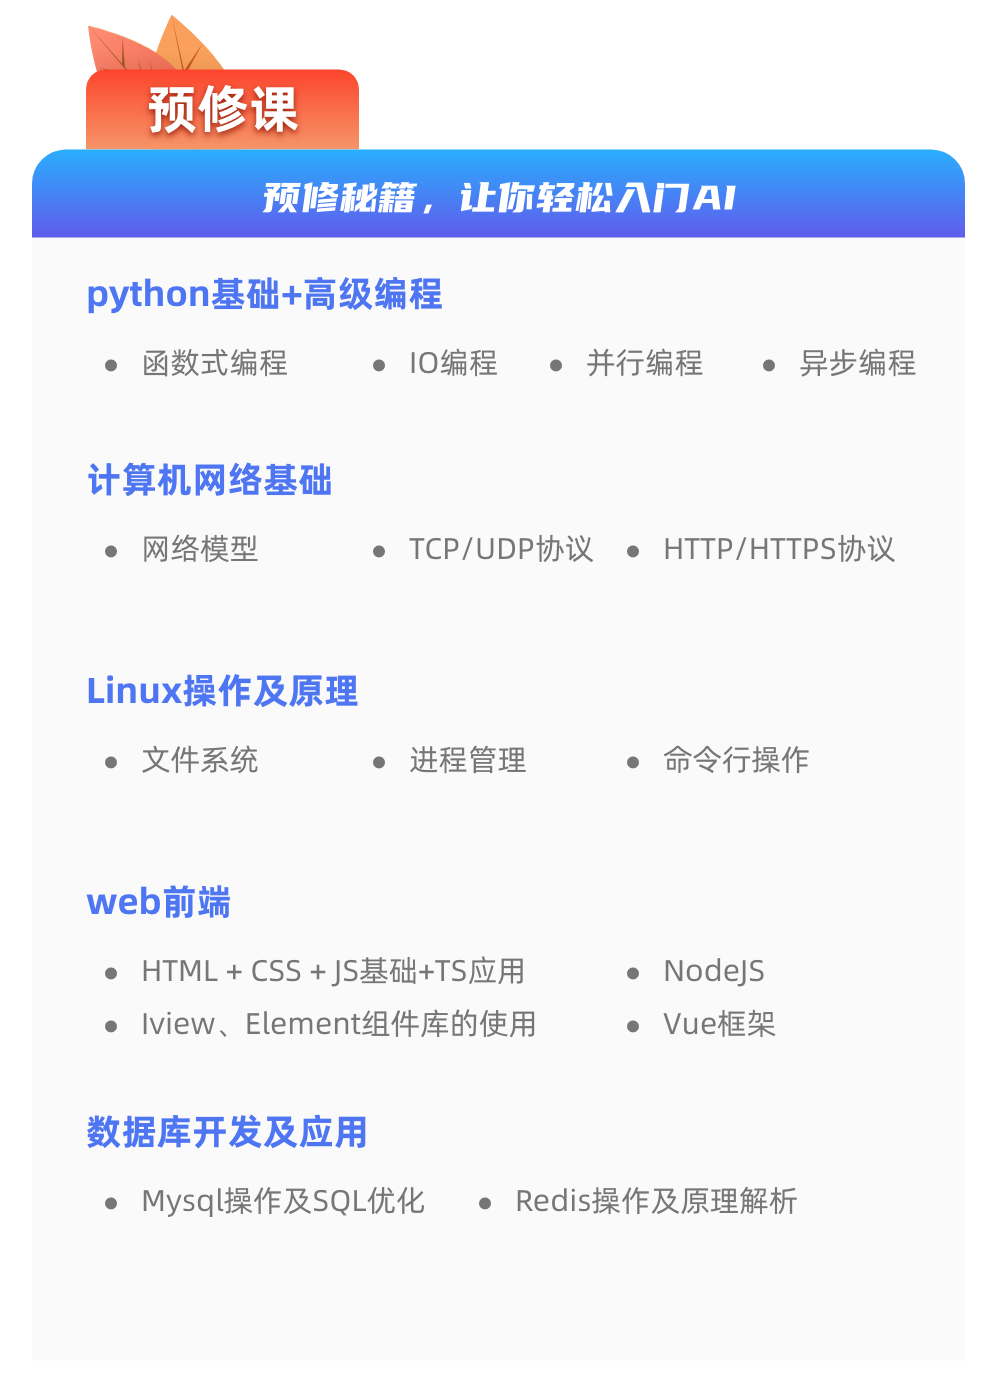 预修课
预修秘籍，让你轻松入门AI
python基础+高级编程
● 函数式编程 ● IO编程 ● 并行编程 ● 异步编程
计算机网络基础
● 网络模型 ● TCP/UDP协议 ● HTTP/HTTPS协议
Linux操作及原理
● 文件系统 ● 进程管理 ● 命令行操作
web前端
● HTML + CSS + JS基础+TS应用 ● NodeJS
● Iview、Element组件库的使用 ● Vue框架
数据库开发及应用
● Mysql操作及SQL优化 ● Redis操作及原理解析